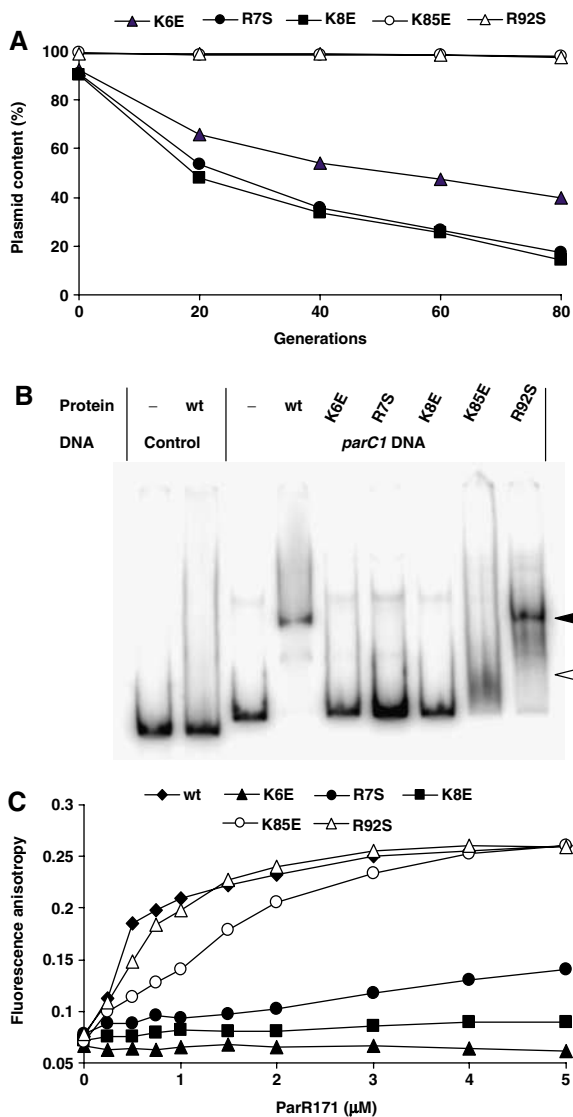 A
K6E R7S K8E K85E R92S
Plasmid content (%)
100
80
60
40
20
0
0 20 40 60 80
Generations
B
Protein – wt – wt K6E R7S K8E K85E R92S
DNA Control parC1 DNA
C
wt K6E R7S K8E
K85E R92S
Fluorescence anisotropy
0.3
0.25
0.2
0.15
0.1
0.05
0 1 2 3 4 5
ParR171 (μM)